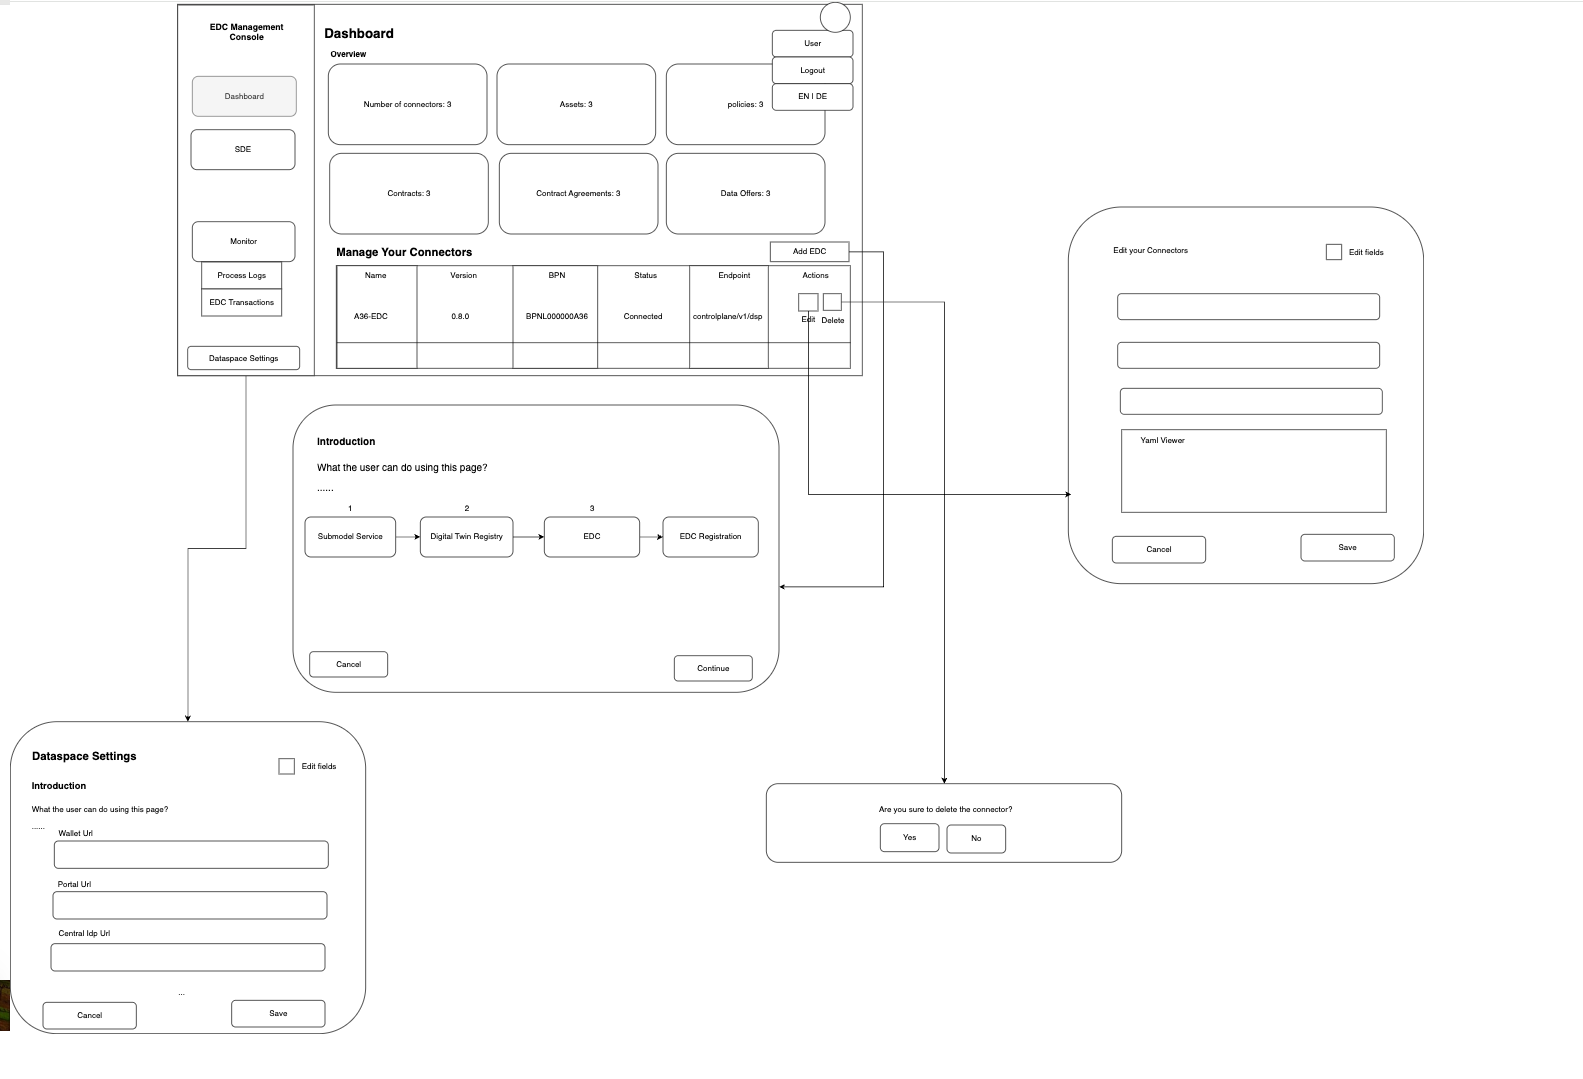 EDC Management
Console
Dashboard
SDE
Monitor
Process Logs
EDC Transactions
Dataspace Settings
Dashboard
Overview
User
Logout
EN I DE
Number of connectors: 3
Assets: 3
policies: 3
Contracts: 3
Contract Agreements: 3
Data Offers: 3
Manage Your Connectors
Add EDC
Name Version BPN Status Endpoint Actions
A36-EDC 0.8.0 BPNL000000A36 Connected controlplane/v1/dsp
Edit Delete
Edit your Connectors
Edit fields
Yaml Viewer
Cancel
Save
Introduction
What the user can do using this page?
......
1 2 3
Submodel Service Digital Twin Registry EDC EDC Registration
Cancel
Continue
Dataspace Settings
Edit fields
Introduction
What the user can do using this page?
......
Wallet Url
Portal Url
Central Idp Url
...
Cancel
Save
Are you sure to delete the connector?
Yes
No